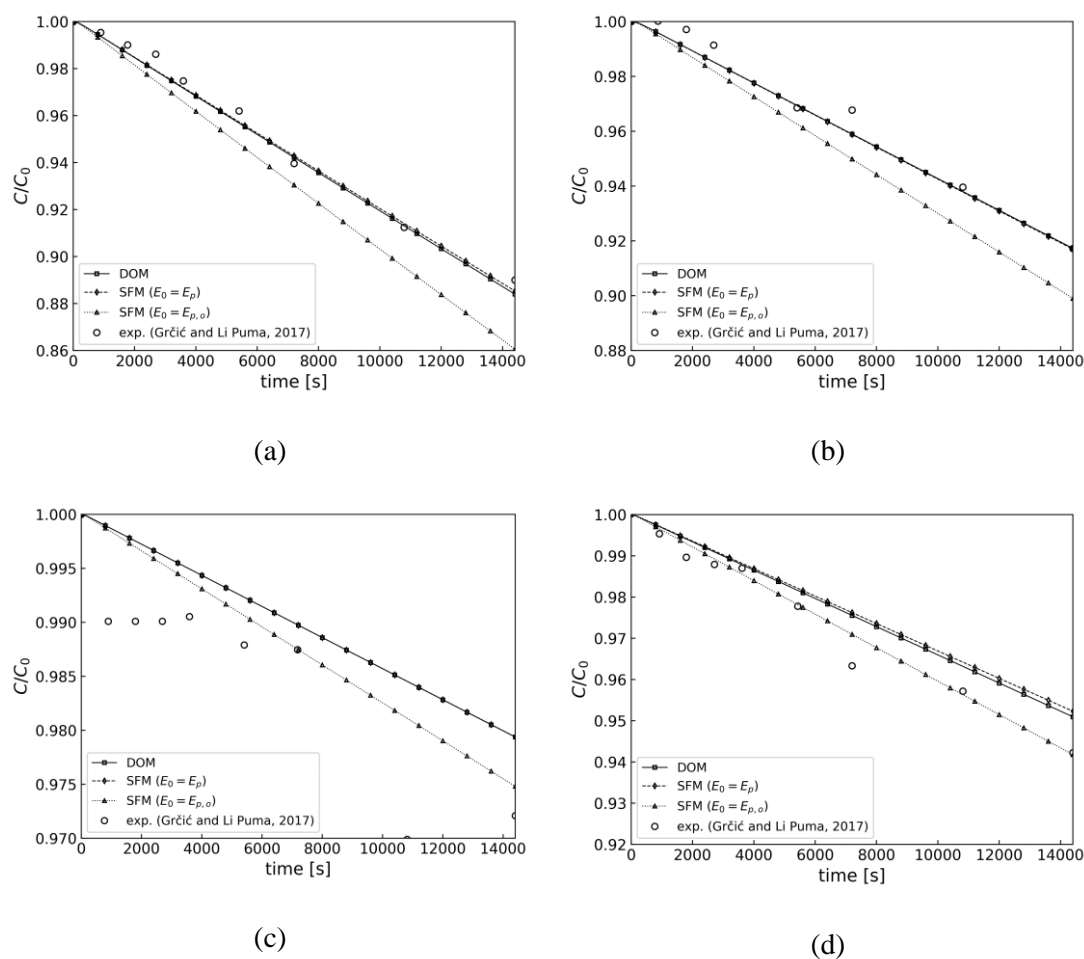 1.00
0.98
0.96
0.94
0.92
0.90
0.88
0.86
C/C₀
DOM
SFM (E₀ = Eₚ)
SFM (E₀ = Eₚ,ₒ)
exp. (Grčić and Li Puma, 2017)
0 2000 4000 6000 8000 10000 12000 14000
time [s]
(a)
1.00
0.98
0.96
0.94
0.92
0.90
0.88
C/C₀
DOM
SFM (E₀ = Eₚ)
SFM (E₀ = Eₚ,ₒ)
exp. (Grčić and Li Puma, 2017)
0 2000 4000 6000 8000 10000 12000 14000
time [s]
(b)
1.000
0.995
0.990
0.985
0.980
0.975
0.970
C/C₀
DOM
SFM (E₀ = Eₚ)
SFM (E₀ = Eₚ,ₒ)
exp. (Grčić and Li Puma, 2017)
0 2000 4000 6000 8000 10000 12000 14000
time [s]
(c)
1.00
0.99
0.98
0.97
0.96
0.95
0.94
0.93
0.92
C/C₀
DOM
SFM (E₀ = Eₚ)
SFM (E₀ = Eₚ,ₒ)
exp. (Grčić and Li Puma, 2017)
0 2000 4000 6000 8000 10000 12000 14000
time [s]
(d)